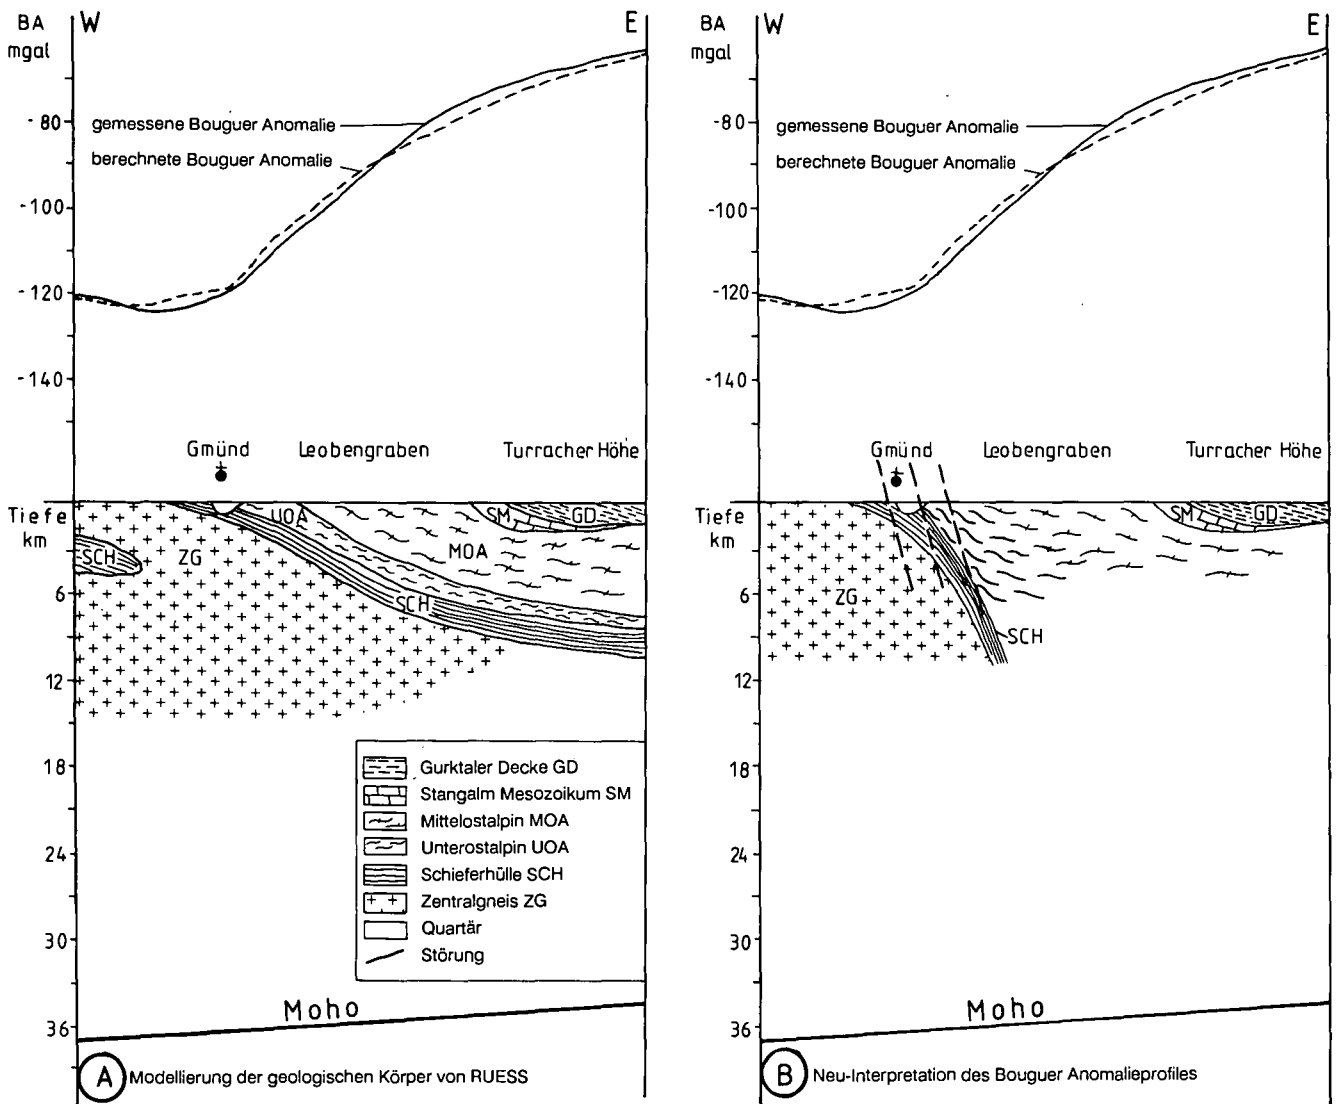 BA W E
mgal
gemessene Bouguer Anomalie
berechnete Bouguer Anomalie
- 80
-100
-120
-140
Gmünd Leobengraben Turracher Höhe
Tiefe
km
UOA SM GD
SCH ZG MOA
SCH
6
12
18
24
30
36
Gurktaler Decke GD
Stangalm Mesozoikum SM
Mittelostalpin MOA
Unterostalpin UOA
Schieferhülle SCH
Zentralgneis ZG
Quartär
Störung
Moho
A Modellierung der geologischen Körper von RUESS
BA W E
mgal
gemessene Bouguer Anomalie
berechnete Bouguer Anomalie
-80
-100
-120
-140
Gmünd Leobengraben Turracher Höhe
Tiefe
km
SM GD
ZG
SCH
6
12
18
24
30
36
Moho
B Neu-Interpretation des Bouguer Anomalieprofiles